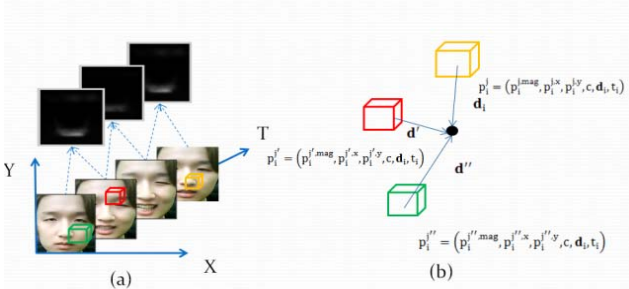 Y
T
X
(a)
p_i^j = (p_i^{j.mag}, p_i^{j.x}, p_i^{j.y}, c, d_i, t_i)
d_i
d'
p_i^{j'} = (p_i^{j'.mag}, p_i^{j'.x}, p_i^{j'.y}, c, d_i, t_i)
d''
p_i^{j''} = (p_i^{j''.mag}, p_i^{j''.x}, p_i^{j''.y}, c, d_i, t_i)
(b)